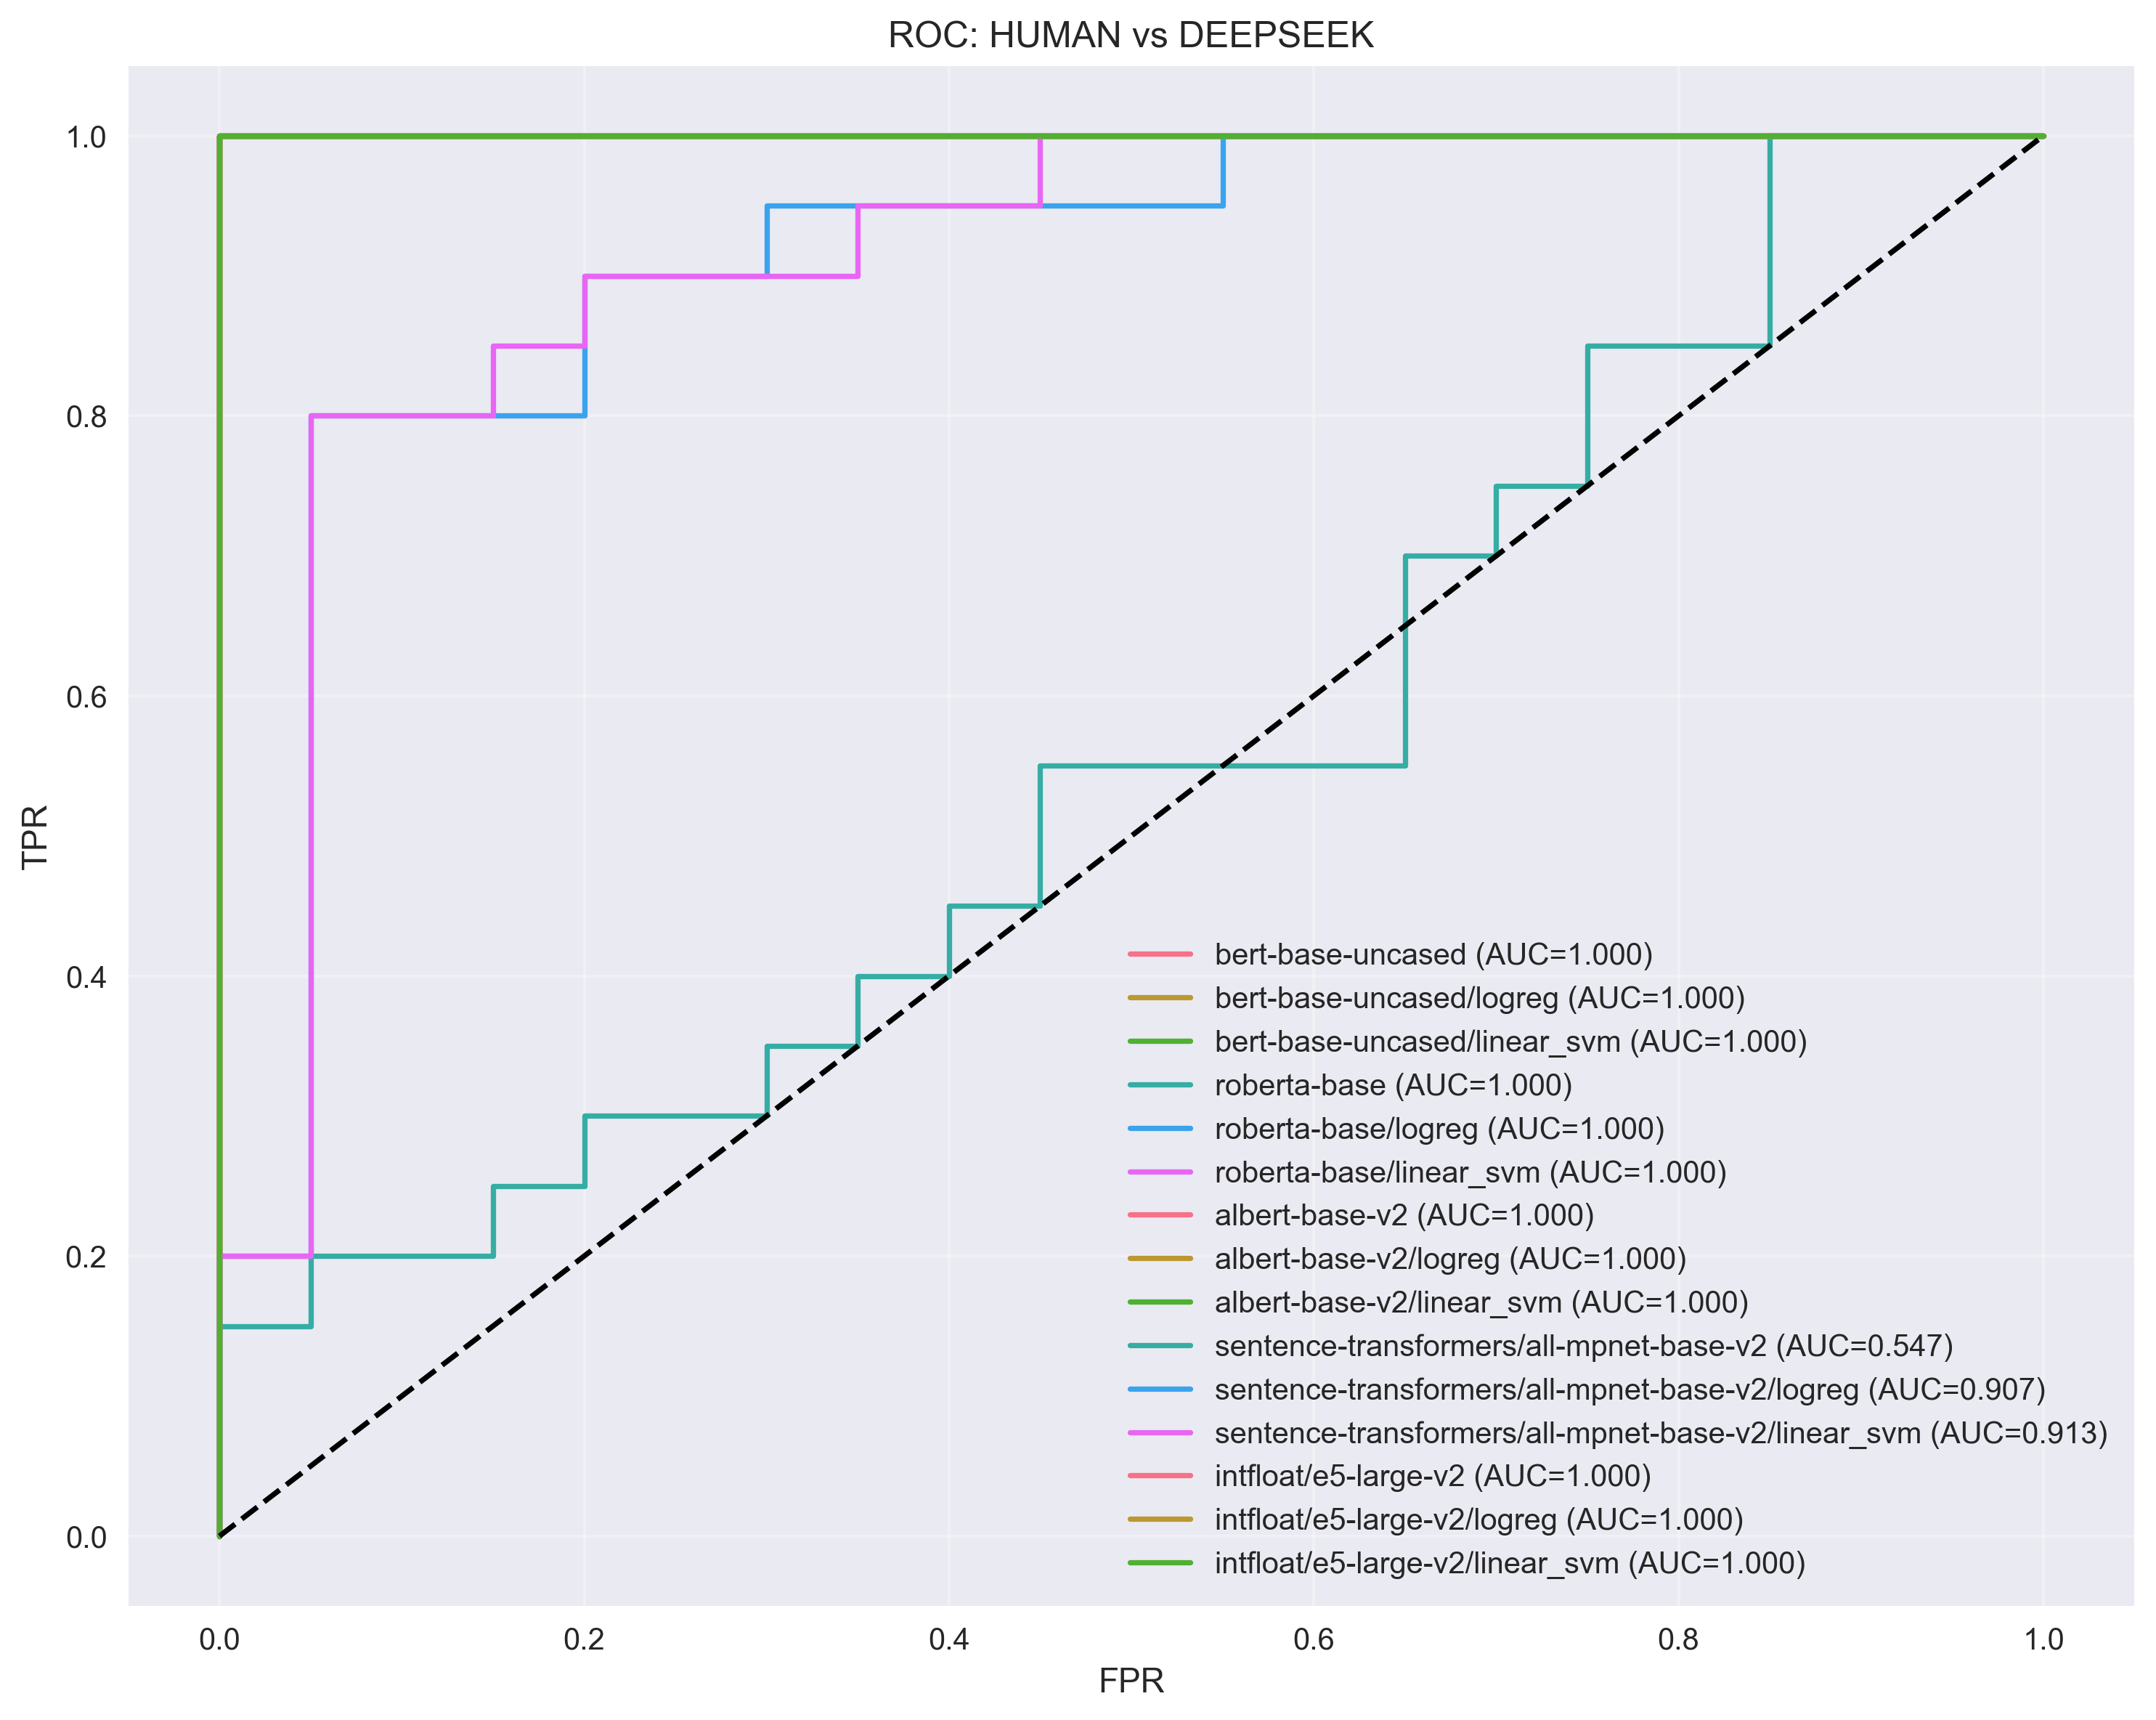 ROC: HUMAN vs DEEPSEEK
1.0
0.8
0.6
0.4
0.2
0.0
TPR
bert-base-uncased (AUC=1.000)
bert-base-uncased/logreg (AUC=1.000)
bert-base-uncased/linear_svm (AUC=1.000)
roberta-base (AUC=1.000)
roberta-base/logreg (AUC=1.000)
roberta-base/linear_svm (AUC=1.000)
albert-base-v2 (AUC=1.000)
albert-base-v2/logreg (AUC=1.000)
albert-base-v2/linear_svm (AUC=1.000)
sentence-transformers/all-mpnet-base-v2 (AUC=0.547)
sentence-transformers/all-mpnet-base-v2/logreg (AUC=0.907)
sentence-transformers/all-mpnet-base-v2/linear_svm (AUC=0.913)
intfloat/e5-large-v2 (AUC=1.000)
intfloat/e5-large-v2/logreg (AUC=1.000)
intfloat/e5-large-v2/linear_svm (AUC=1.000)
0.0 0.2 0.4 0.6 0.8 1.0
FPR